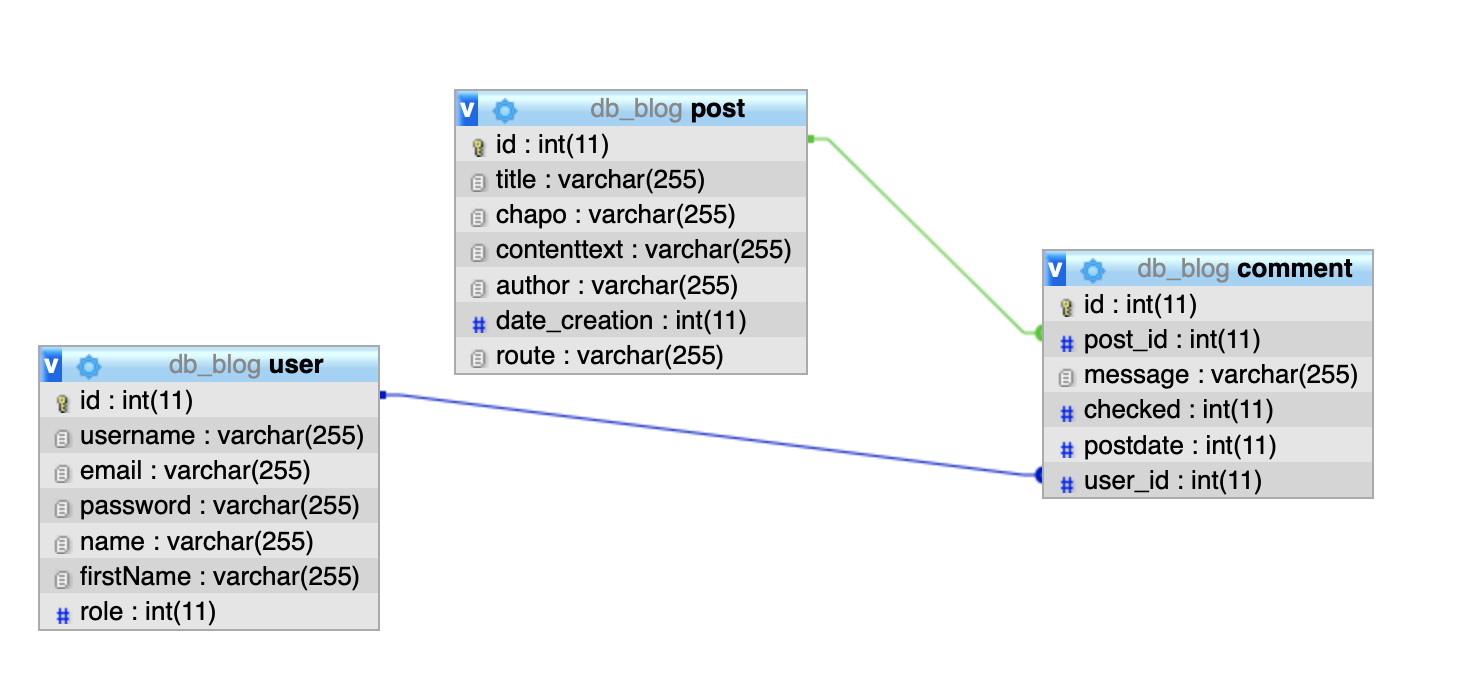 v db_blog post
id : int(11)
title : varchar(255)
chapo : varchar(255)
contenttext : varchar(255)
author : varchar(255)
# date_creation : int(11)
route : varchar(255)
v db_blog comment
id : int(11)
# post_id : int(11)
message : varchar(255)
# checked : int(11)
# postdate : int(11)
# user_id : int(11)
v db_blog user
id : int(11)
username : varchar(255)
email : varchar(255)
password : varchar(255)
name : varchar(255)
firstName : varchar(255)
# role : int(11)